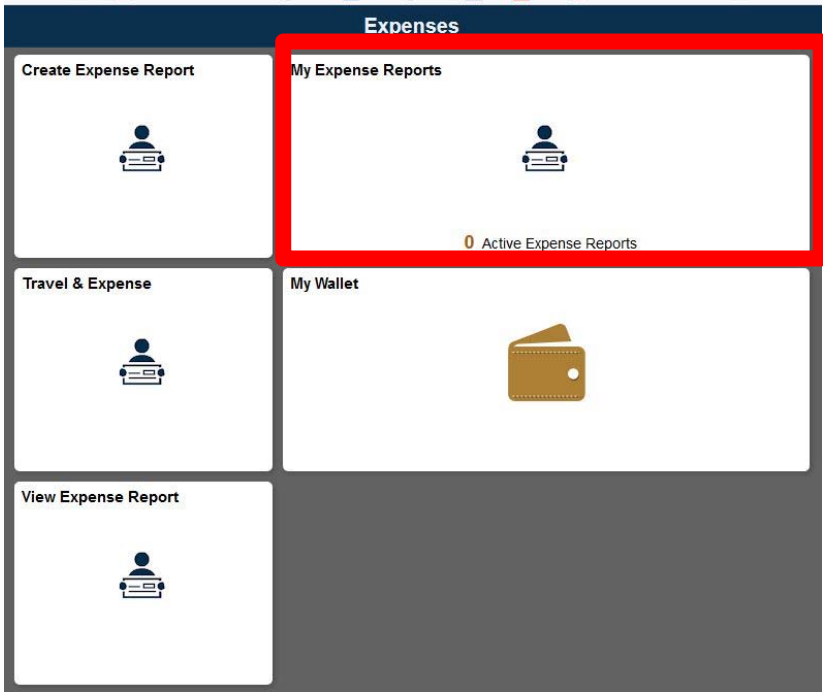 Expenses
Create Expense Report
My Expense Reports
0 Active Expense Reports
Travel & Expense
My Wallet
View Expense Report